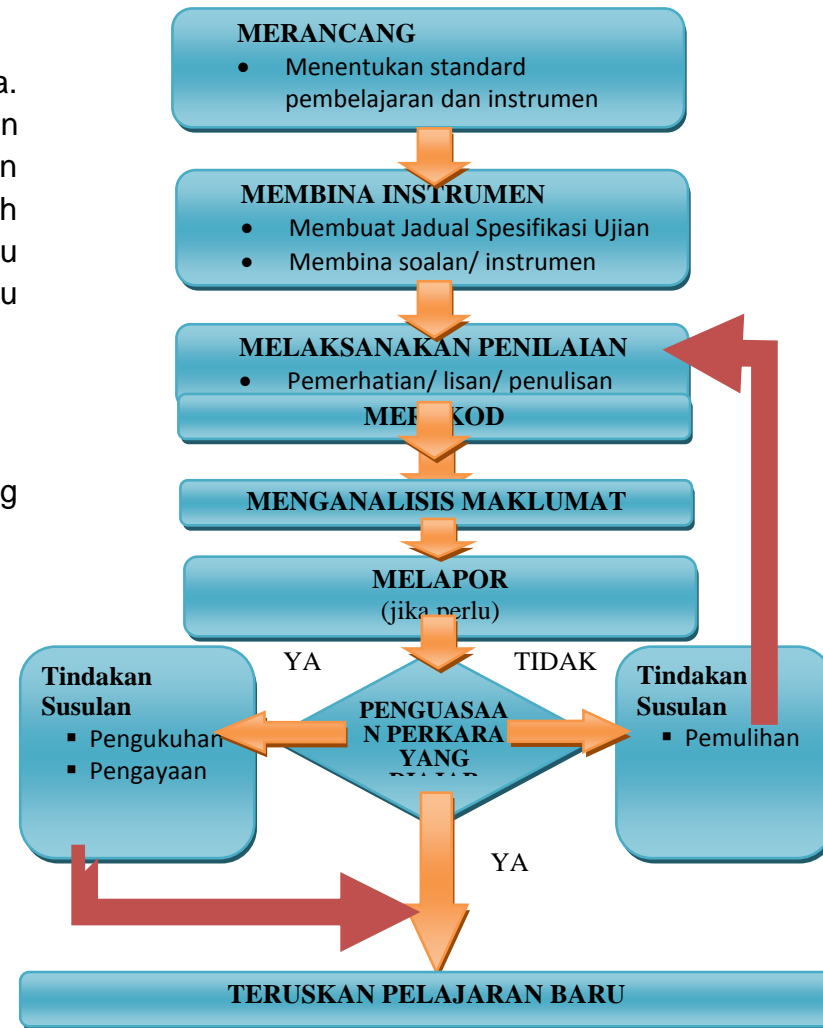 a.
n
n
h
u
u
g
MERANCANG
• Menentukan standard
pembelajaran dan instrumen
MEMBINA INSTRUMEN
• Membuat Jadual Spesifikasi Ujian
• Membina soalan/ instrumen
MELAKSANAKAN PENILAIAN
• Pemerhatian/ lisan/ penulisan
MENGANALISIS MAKLUMAT
MELAPOR
(jika perlu)
YA
TIDAK
Tindakan
Susulan
▪ Pengukuhan
▪ Pengayaan
PENGUASAA
N PERKARA
YANG
Tindakan
Susulan
▪ Pemulihan
YA
TERUSKAN PELAJARAN BARU